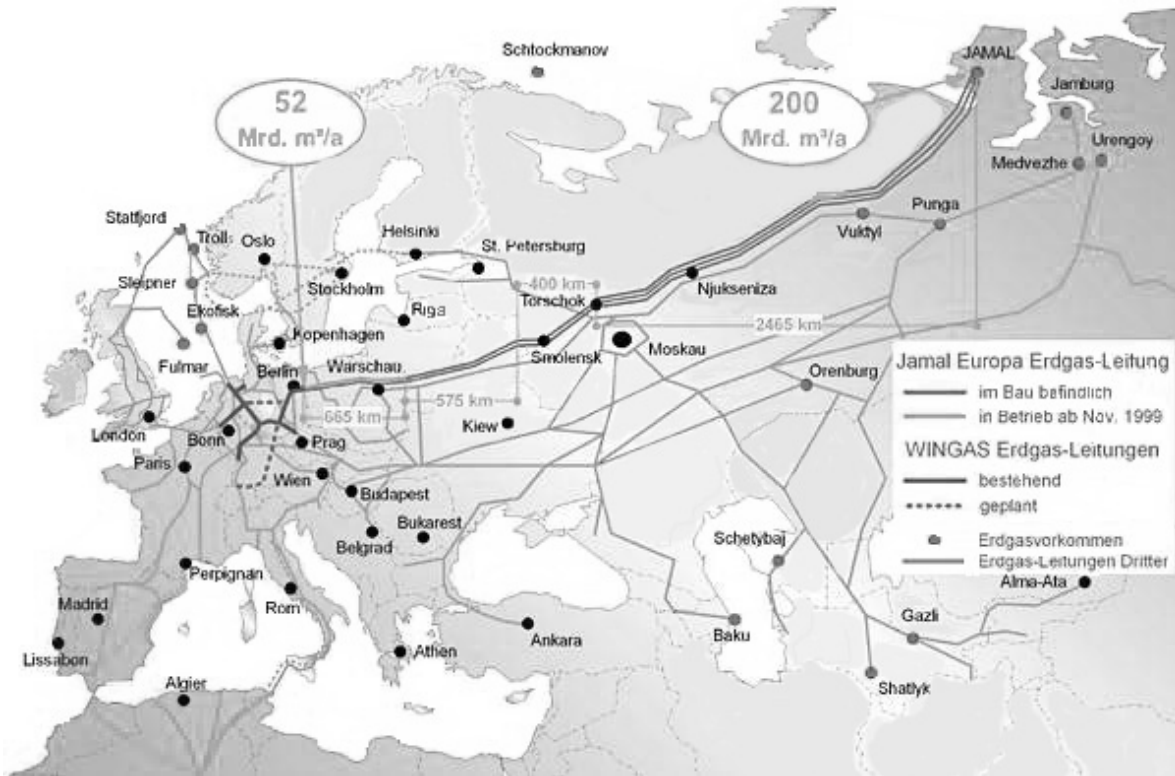 Schtockmanov
JAMAL
52
Mrd. m³/a
200
Mrd. m³/a
Jamburg
Urengoy
Medvezhe
Punga
Statfjord
Troll
Oslo
Helsinki
St. Petersburg
Vuktyl
Sleipner
Stockholm
400 km
Torschok
Njukseniza
Ekofisk
Riga
2465 km
Kopenhagen
Smolensk
Moskau
Fulmar
Berlin
Warschau
Orenburg
665 km
575 km
London
Bonn
Prag
Kiew
Paris
Wien
Budapest
Bukarest
Belgrad
Schetybaj
Perpignan
Rom
Madrid
Lissabon
Athen
Ankara
Baku
Gazli
Alma-Ata
Shatlyk
Algier
Jamal Europa Erdgas-Leitung
im Bau befindlich
in Betrieb ab Nov. 1999
WINGAS Erdgas-Leitungen
bestehend
geplant
Erdgasvorkommen
Erdgas-Leitungen Dritter